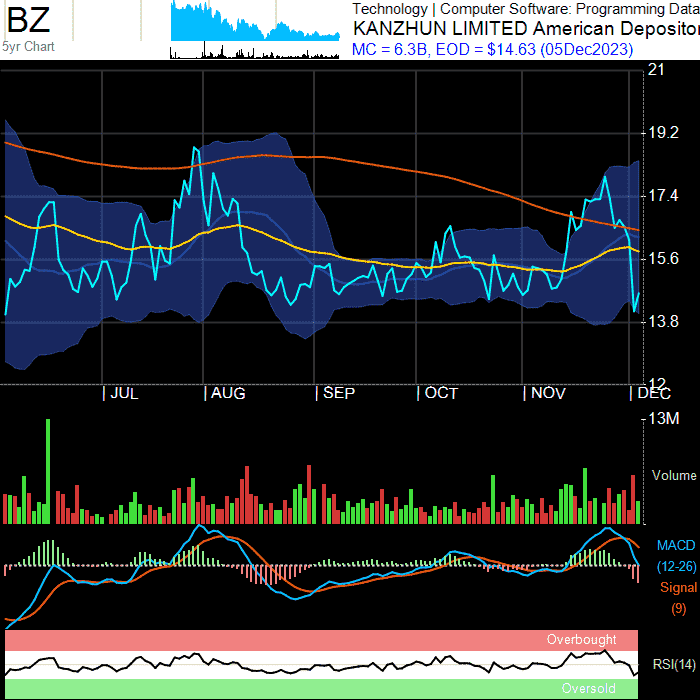 BZ
5yr Chart
Technology | Computer Software: Programming Data
KANZHUN LIMITED American Depositor
MC = 6.3B, EOD = $14.63 (05Dec2023)
21
19.2
17.4
15.6
13.8
12
| JUL | AUG | SEP | OCT | NOV | DEC
13M
Volume
MACD
(12-26)
Signal
(9)
Overbought
RSI(14)
Oversold